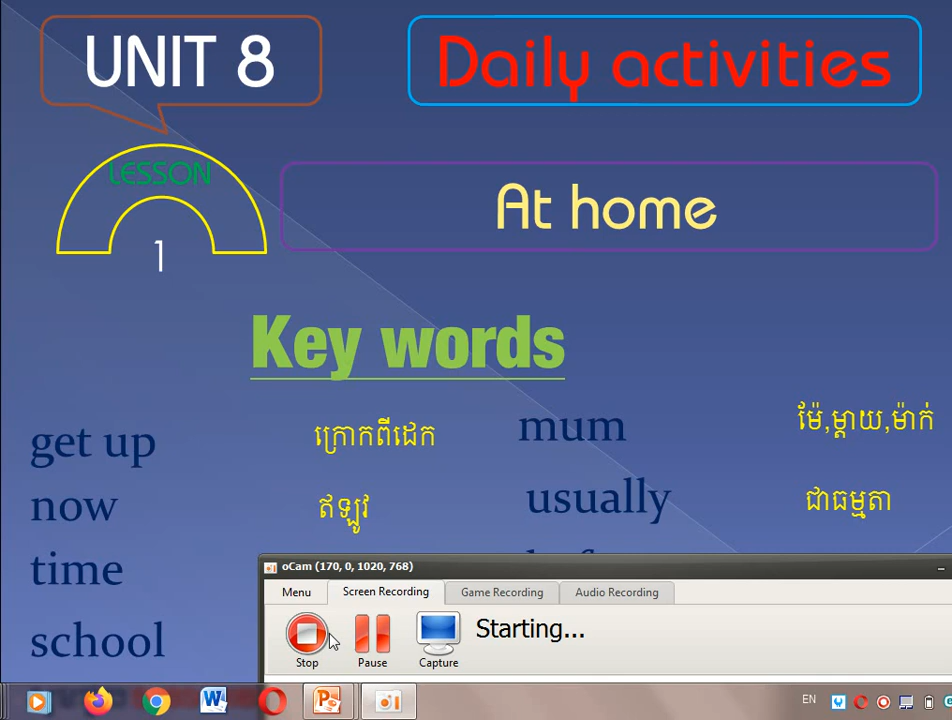 UNIT 8
Daily activities
LESSON
1
At home
Key words
get up ក្រោកពីដេក mum ម៉ែ,ម្ដាយ,ម៉ាក់
now ឥឡូវ usually ជាធម្មតា
time
school
oCam (170, 0, 1020, 768)
Menu Screen Recording Game Recording Audio Recording
Starting...
Stop Pause Capture
EN